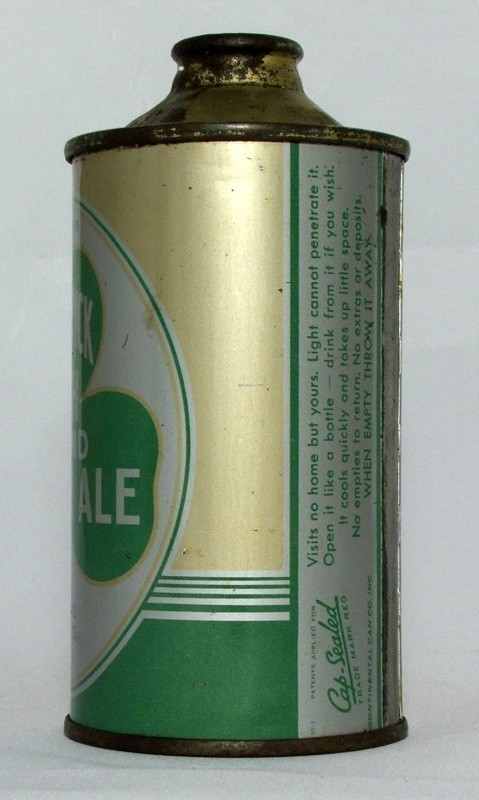 CK
D
ALE
Visits no home but yours. Light cannot penetrate it.
Open it like a bottle — drink from it if you wish.
It cools quickly and takes up little space.
No empties to return. No extras or deposits.
WHEN EMPTY THROW IT AWAY.
PATENTS APPLIED FOR
Cap-Sealed
TRADE MARK REG
CONTINENTAL CAN CO. INC.